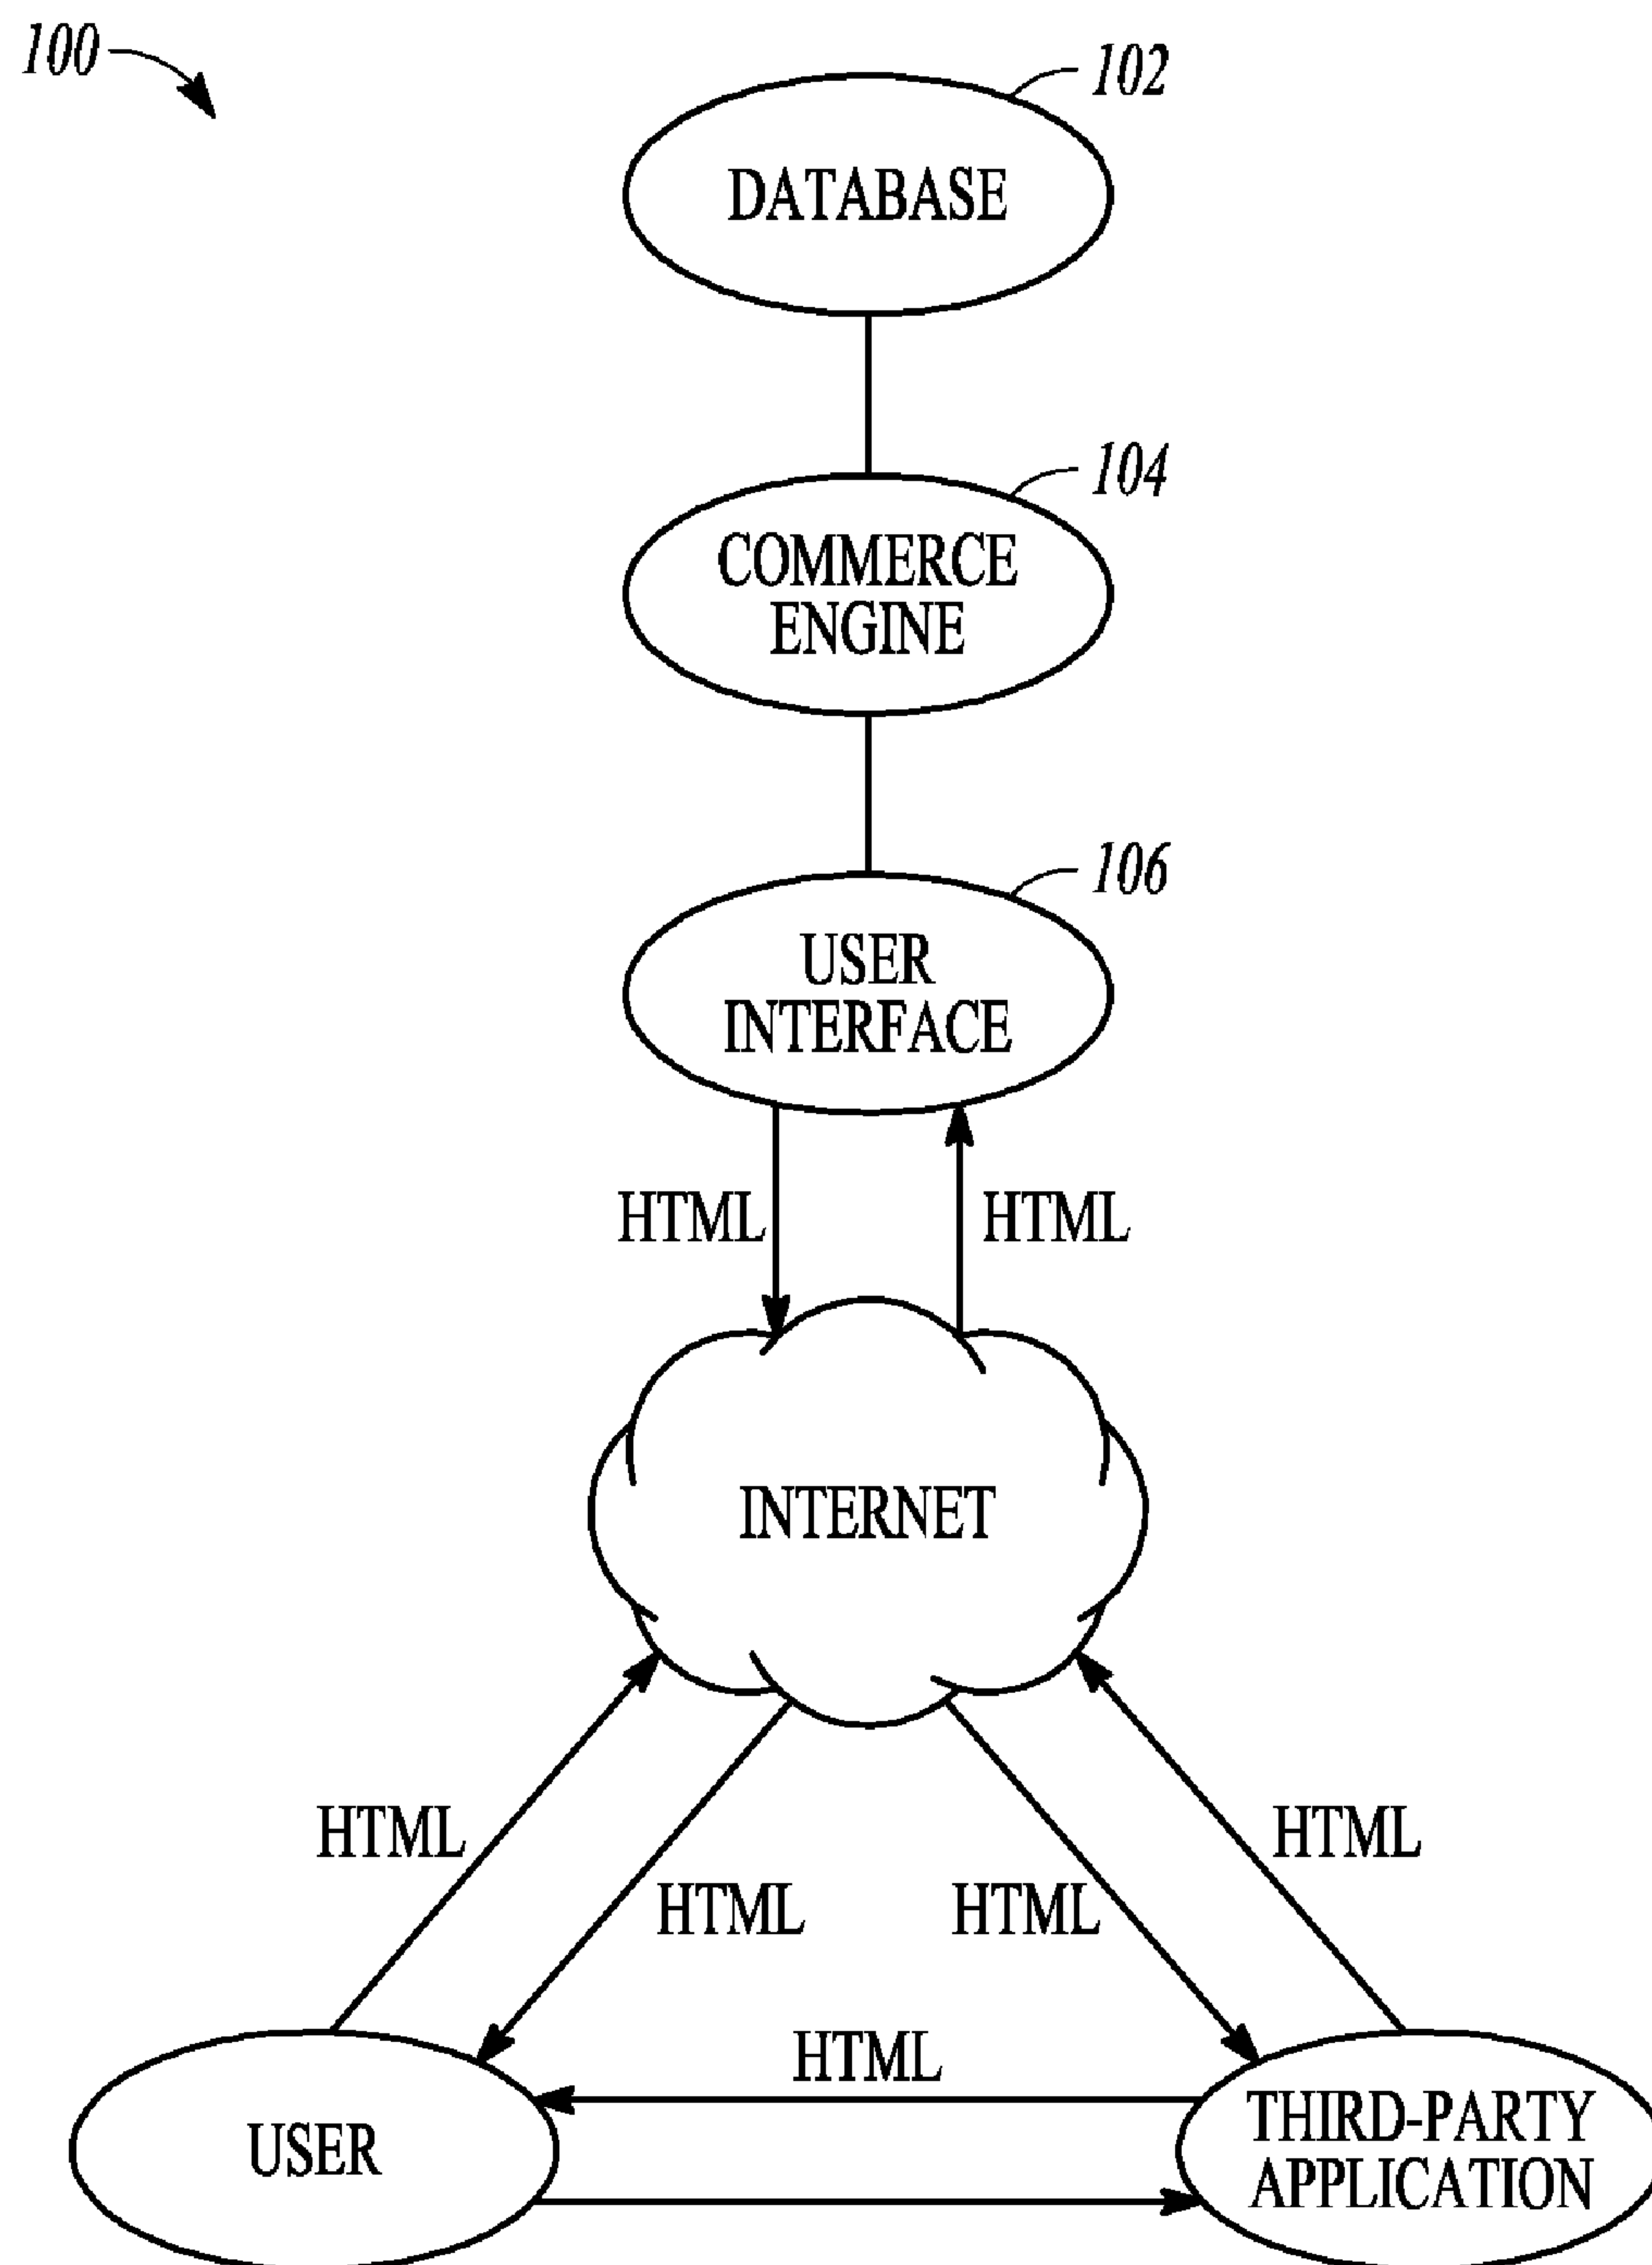 100
102
DATABASE
104
COMMERCE
ENGINE
106
USER
INTERFACE
HTML
HTML
INTERNET
HTML
HTML
HTML
HTML
HTML
USER
THIRD-PARTY
APPLICATION